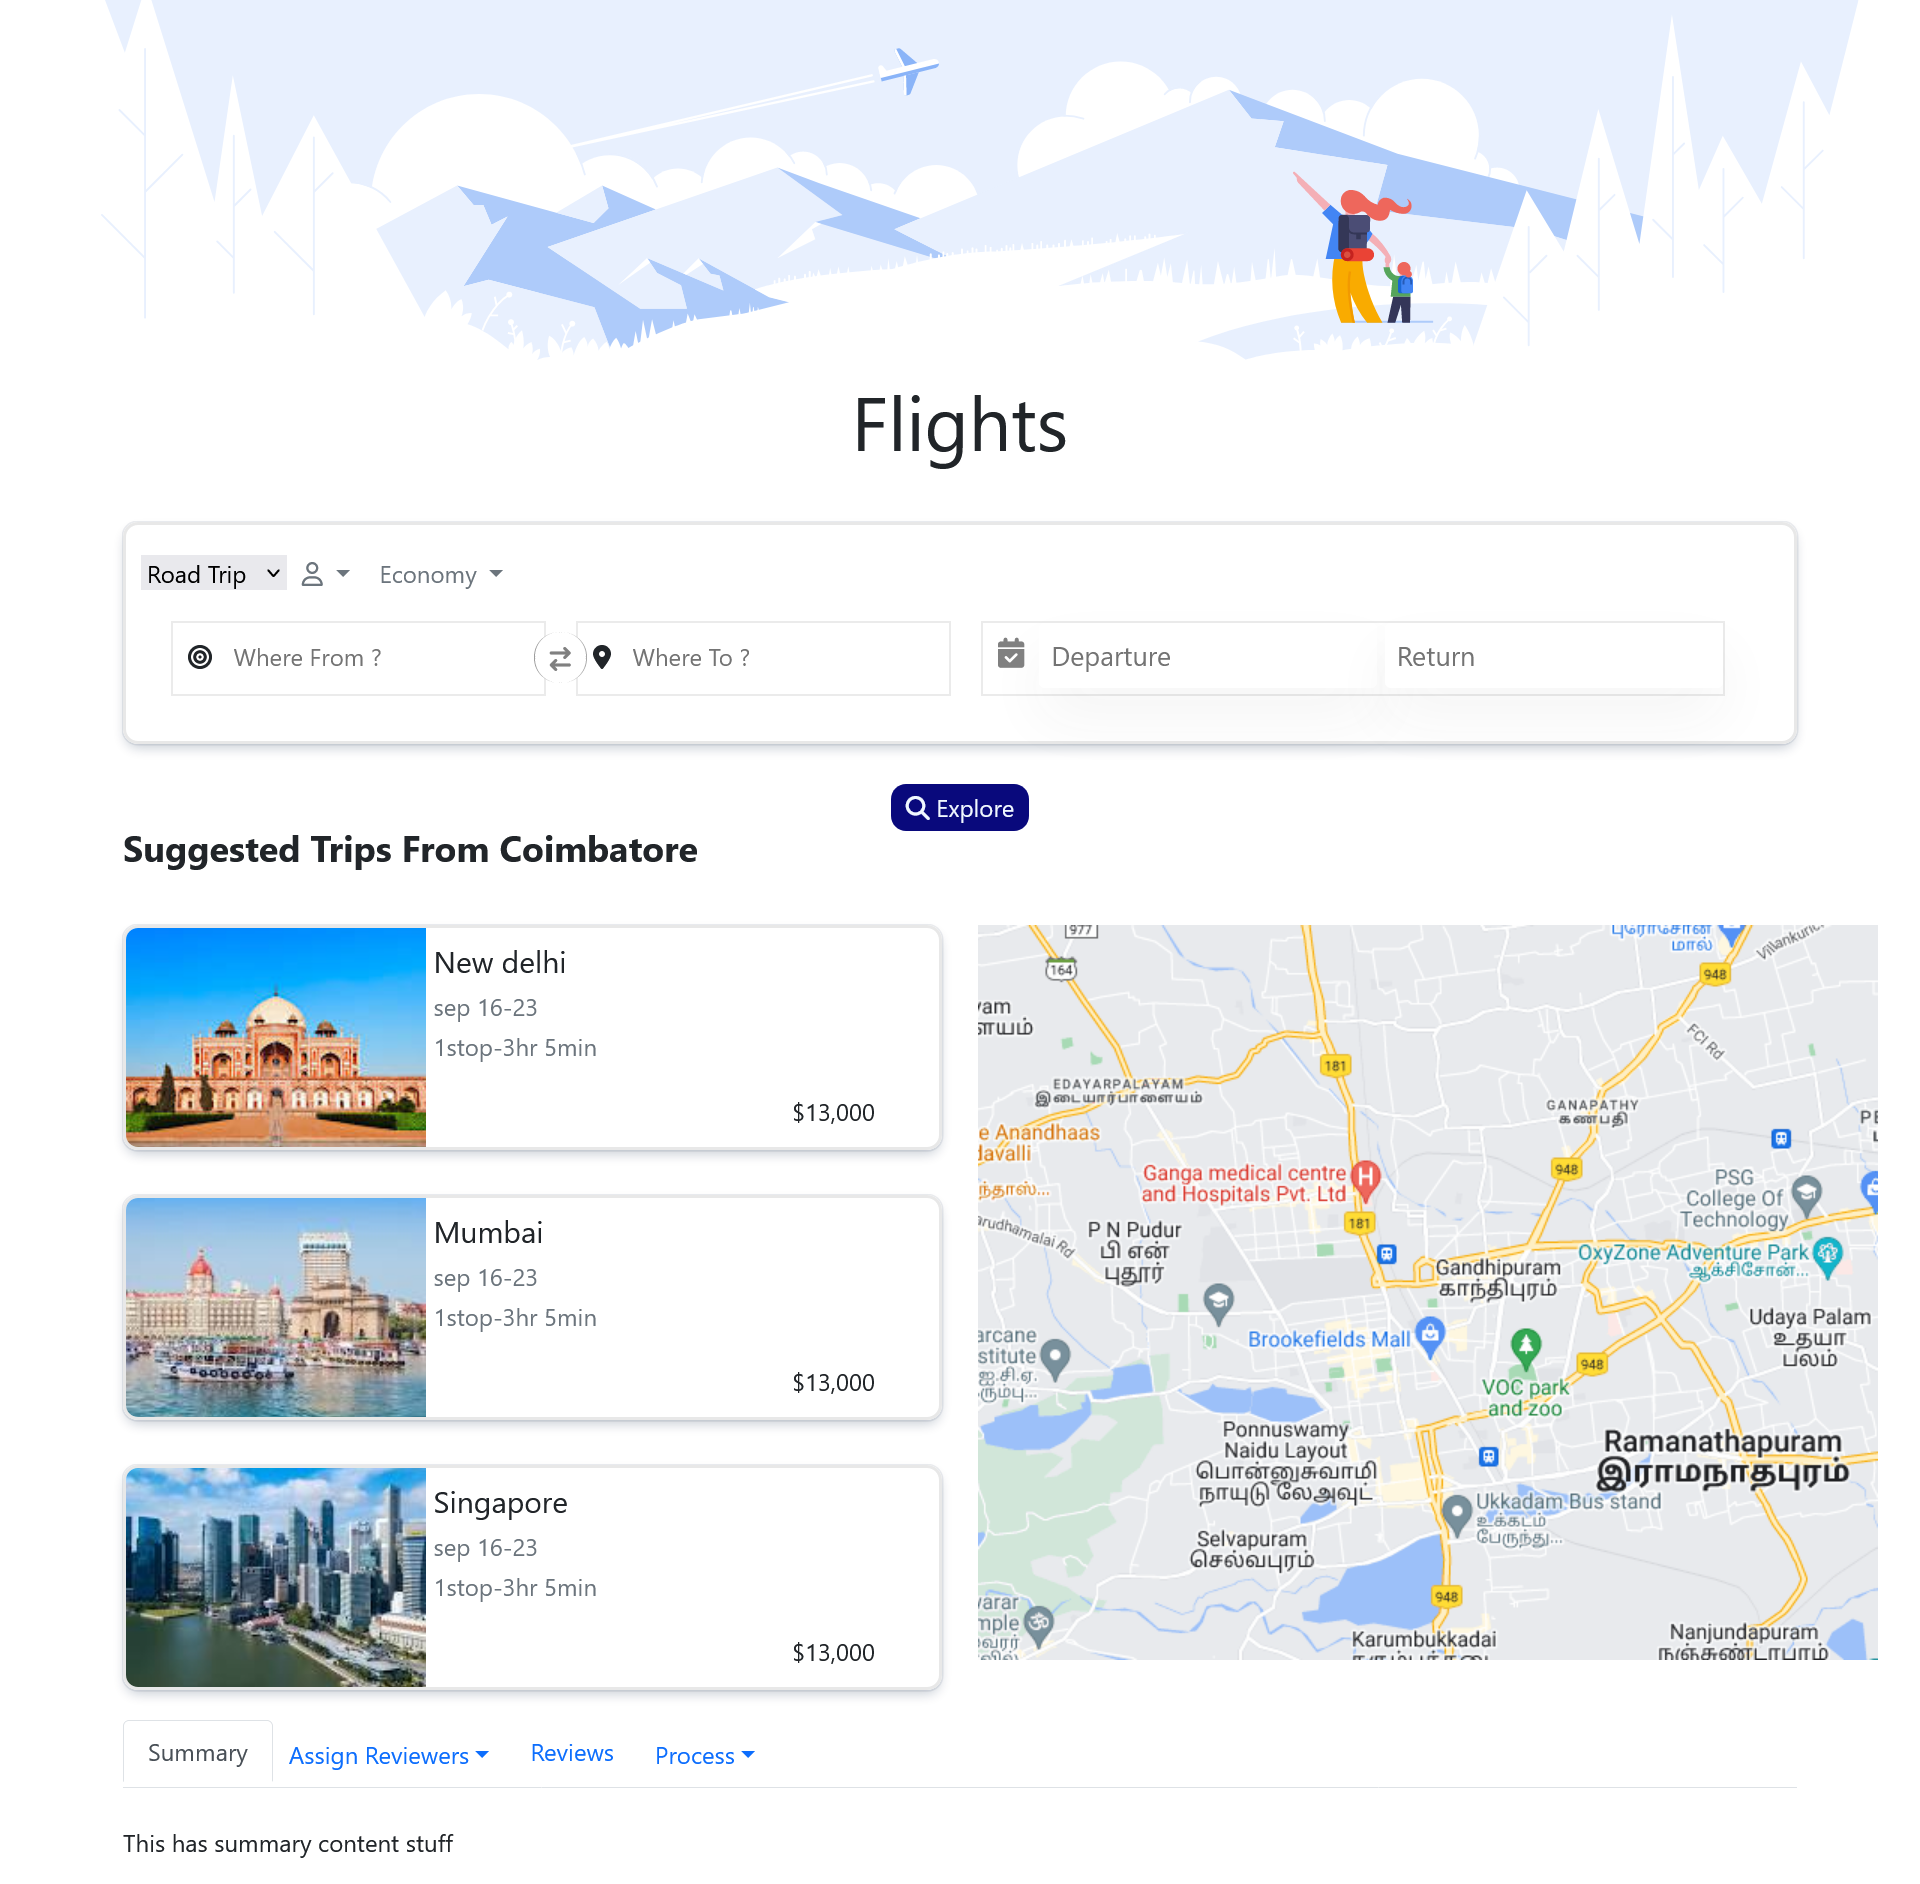 Flights
Road Trip
Economy
Where From ?
Where To ?
Departure
Return
Explore
Suggested Trips From Coimbatore
New delhi
sep 16-23
1stop-3hr 5min
$13,000
Mumbai
sep 16-23
1stop-3hr 5min
$13,000
Singapore
sep 16-23
1stop-3hr 5min
$13,000
977
164
948
மால்
FCI Rd
181
EDAYARPALAYAM
இடையார்பாளையம்
GANAPATHY
கணபதி
e Anandhaas
948
Ganga medical centre
and Hospitals Pvt. Ltd
PSG
College Of
Technology
181
P N Pudur
பி என்
புதூர்
OxyZone Adventure Park
ஆக்சிசோன்...
Gandhipuram
காந்திபுரம்
Udaya Palam
உதயா
பலம்
Brookefields Mall
948
VOC park
and zoo
Ponnuswamy
Naidu Layout
பொன்னுசுவாமி
நாயுடு லேஅவுட்
Ramanathapuram
இராமநாதபுரம்
Ukkadam Bus stand
உக்கடம்
பேருந்து...
Selvapuram
செல்வபுரம்
948
Karumbukkadai
Nanjundapuram
நஞ்சுண்டாபுரம்
Summary
Assign Reviewers
Reviews
Process
This has summary content stuff